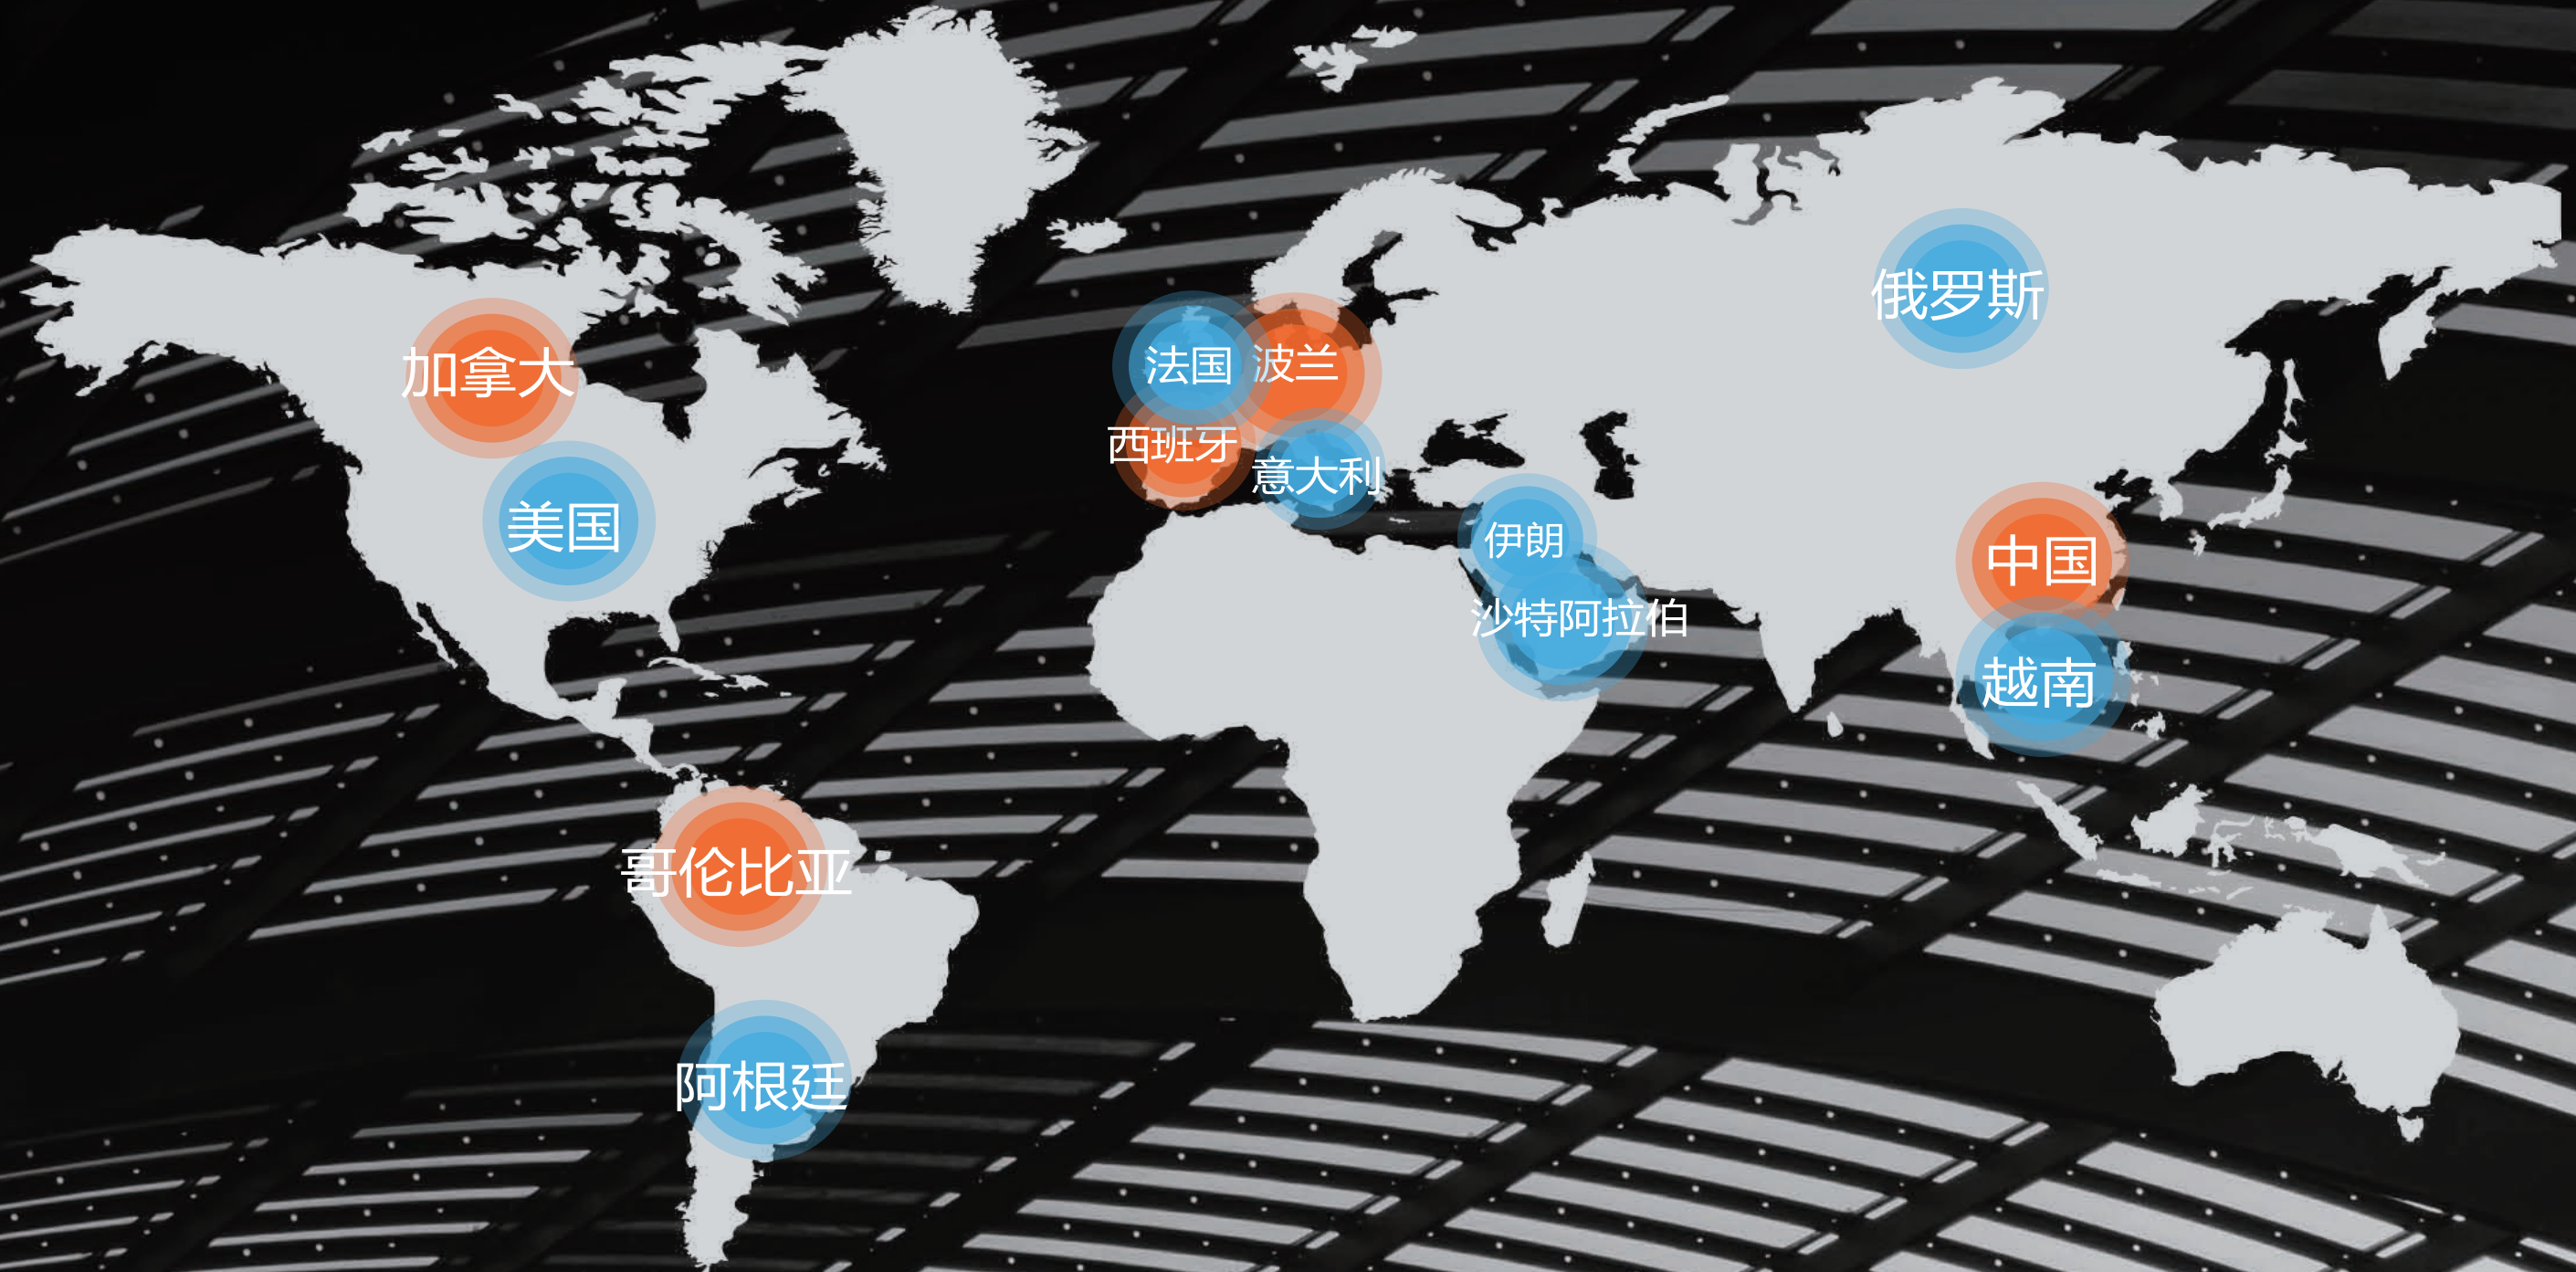 俄罗斯
加拿大
法国
波兰
西班牙
意大利
美国
伊朗
中国
沙特阿拉伯
越南
哥伦比亚
阿根廷